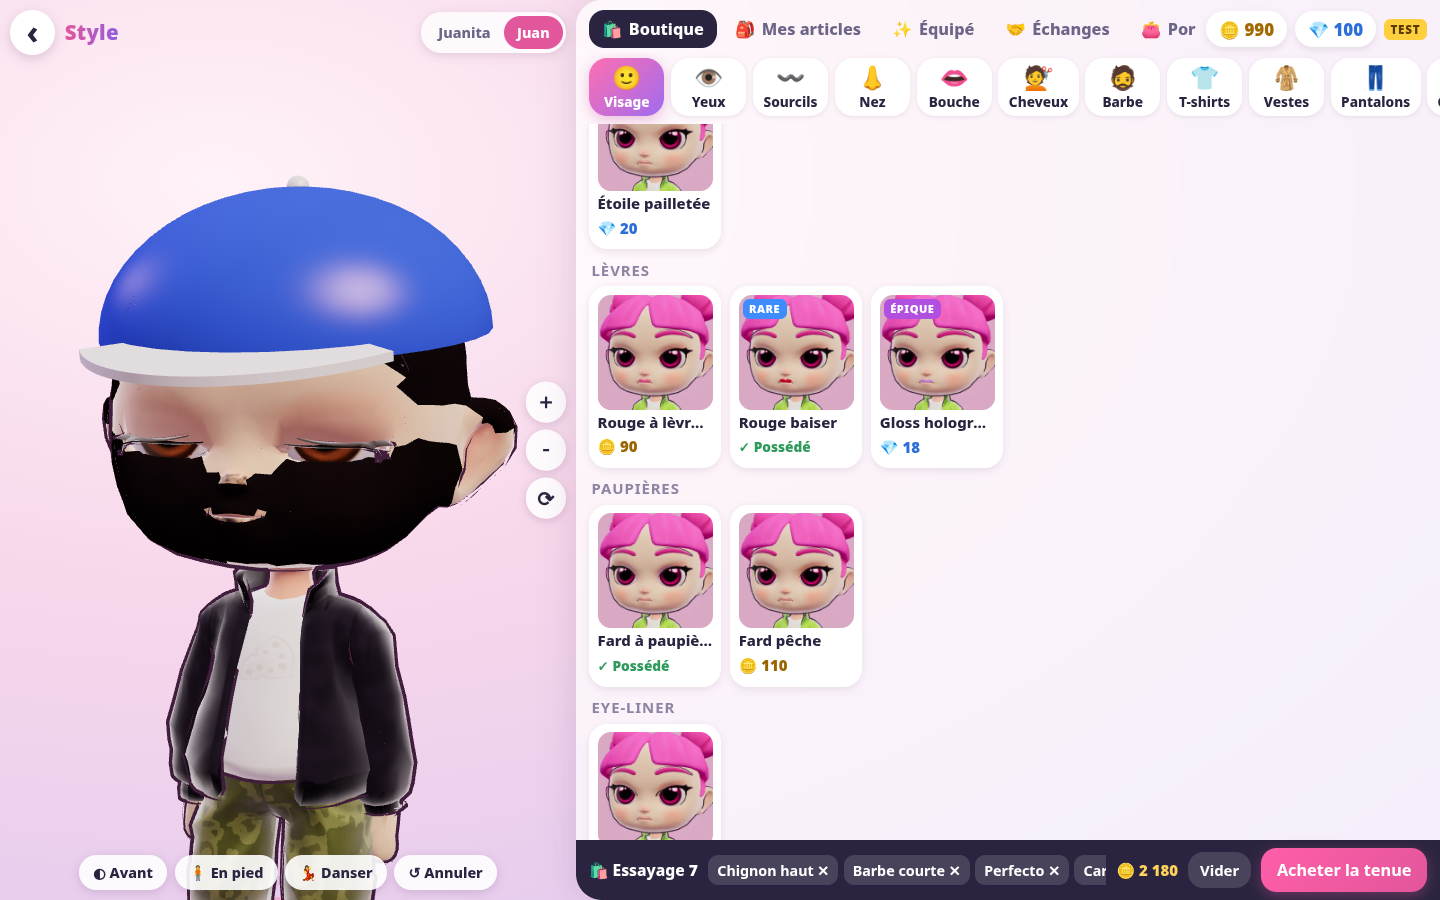 ‹ Style
Juanita Juan
Boutique Mes articles Équipé Échanges Por 990 100 TEST
Visage Yeux Sourcils Nez Bouche Cheveux Barbe T-shirts Vestes Pantalons
Étoile pailletée
20
LÈVRES
RARE ÉPIQUE
Rouge à lèvr... Rouge baiser Gloss hologr...
90 ✓ Possédé 18
+
-
⟳
PAUPIÈRES
Fard à paupiè... Fard pêche
✓ Possédé 110
EYE-LINER
◐ Avant En pied Danser ↺ Annuler
Essayage 7 Chignon haut ✕ Barbe courte ✕ Perfecto ✕ Car 2 180 Vider Acheter la tenue